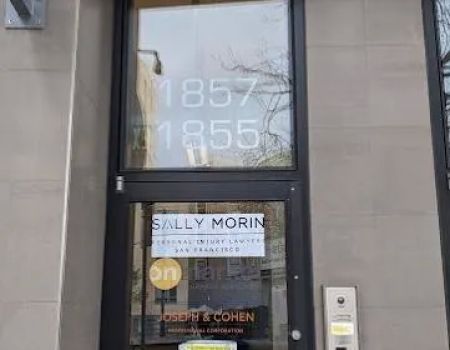 1857
1855
SALLY MORIN
PERSONAL INJURY LAWYERS
SAN FRANCISCO
on
JOSEPH & COHEN
PROFESSIONAL CORPORATION